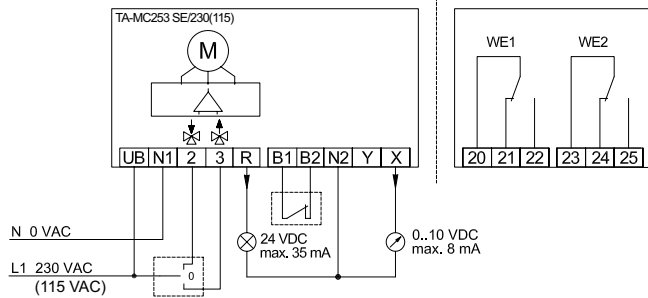 TA-MC253 SE/230(115)
M
UB N1 2 3 R B1 B2 N2 Y X
N 0 VAC
L1 230 VAC
(115 VAC)
0
24 VDC
max. 35 mA
0..10 VDC
max. 8 mA
WE1 WE2
20 21 22 23 24 25